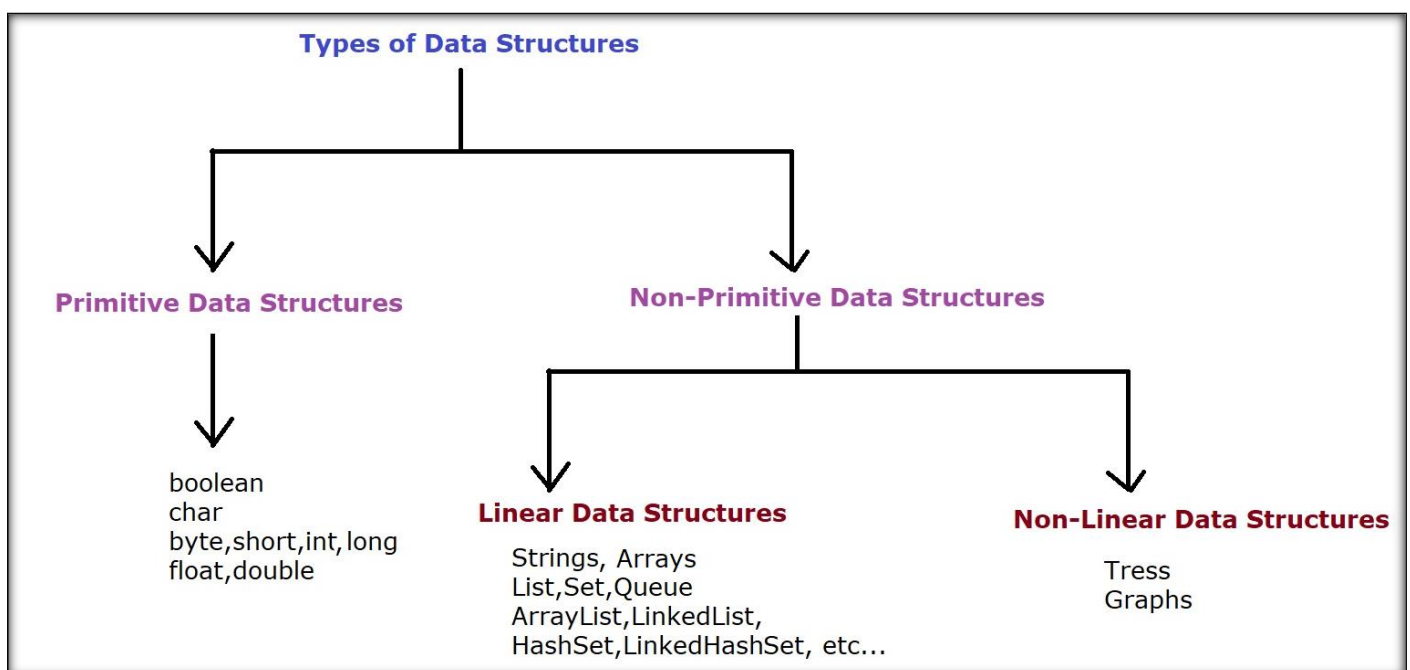 Types of Data Structures
Primitive Data Structures
Non-Primitive Data Structures
boolean
char
byte,short,int,long
float,double
Linear Data Structures
Strings, Arrays
List,Set,Queue
ArrayList,LinkedList,
HashSet,LinkedHashSet, etc...
Non-Linear Data Structures
Tress
Graphs